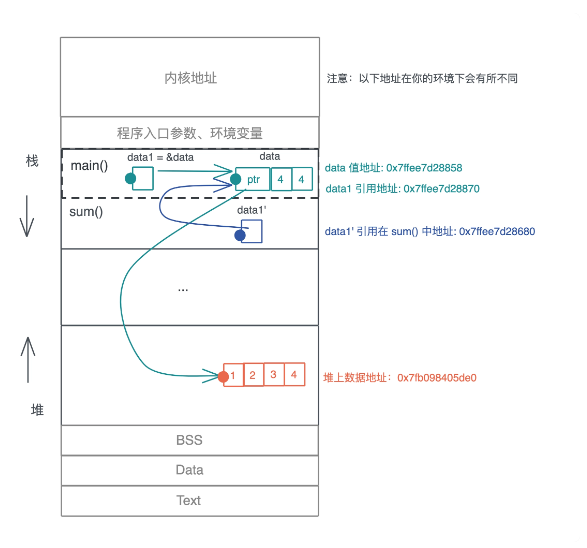 内核地址
注意：以下地址在你的环境下会有所不同
程序入口参数、环境变量
栈
main()
data1 = &data
data
ptr
4
4
data 值地址: 0x7ffee7d28858
data1 引用地址: 0x7ffee7d28870
sum()
data1'
data1' 引用在 sum() 中地址: 0x7ffee7d28680
...
1
2
3
4
堆上数据地址：0x7fb098405de0
堆
BSS
Data
Text